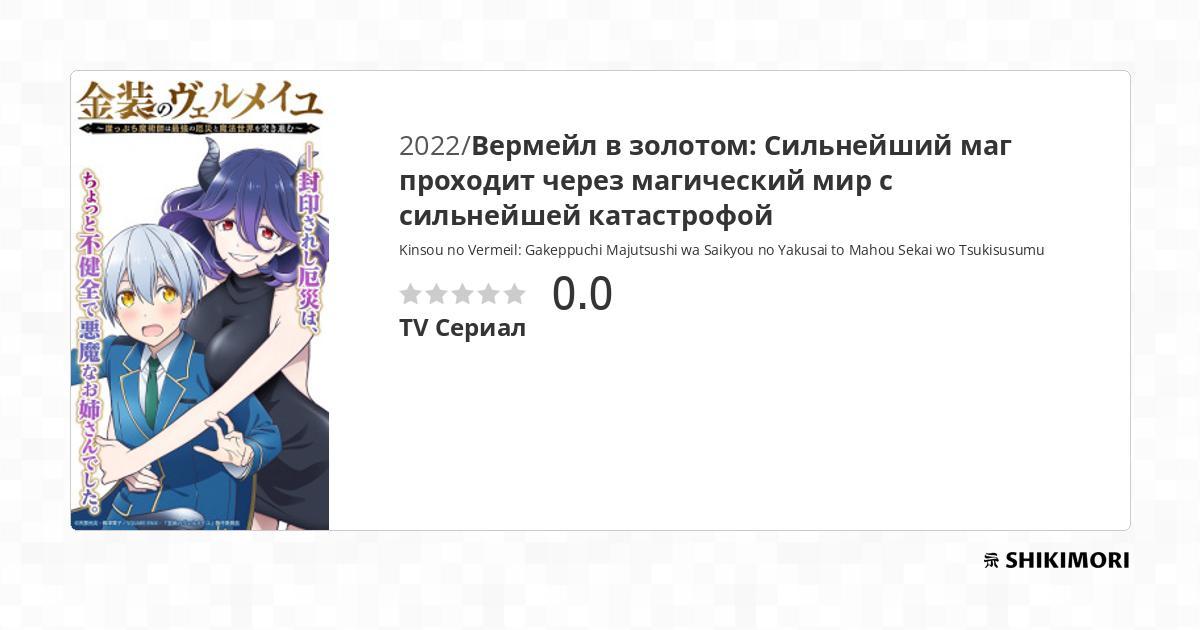 金装のヴェルメイユ
～崖っぷち魔術師は最強の厄災と魔法世界を突き進む～
―封印されし厄災は、
ちょっと不健全で悪魔なお姉さんでした。
2022/Вермейл в золотом: Сильнейший маг
проходит через магический мир с
сильнейшей катастрофой
Kinsou no Vermeil: Gakeppuchi Majutsushi wa Saikyou no Yakusai to Mahou Sekai wo Tsukisusumu
0.0
TV Сериал
SHIKIMORI